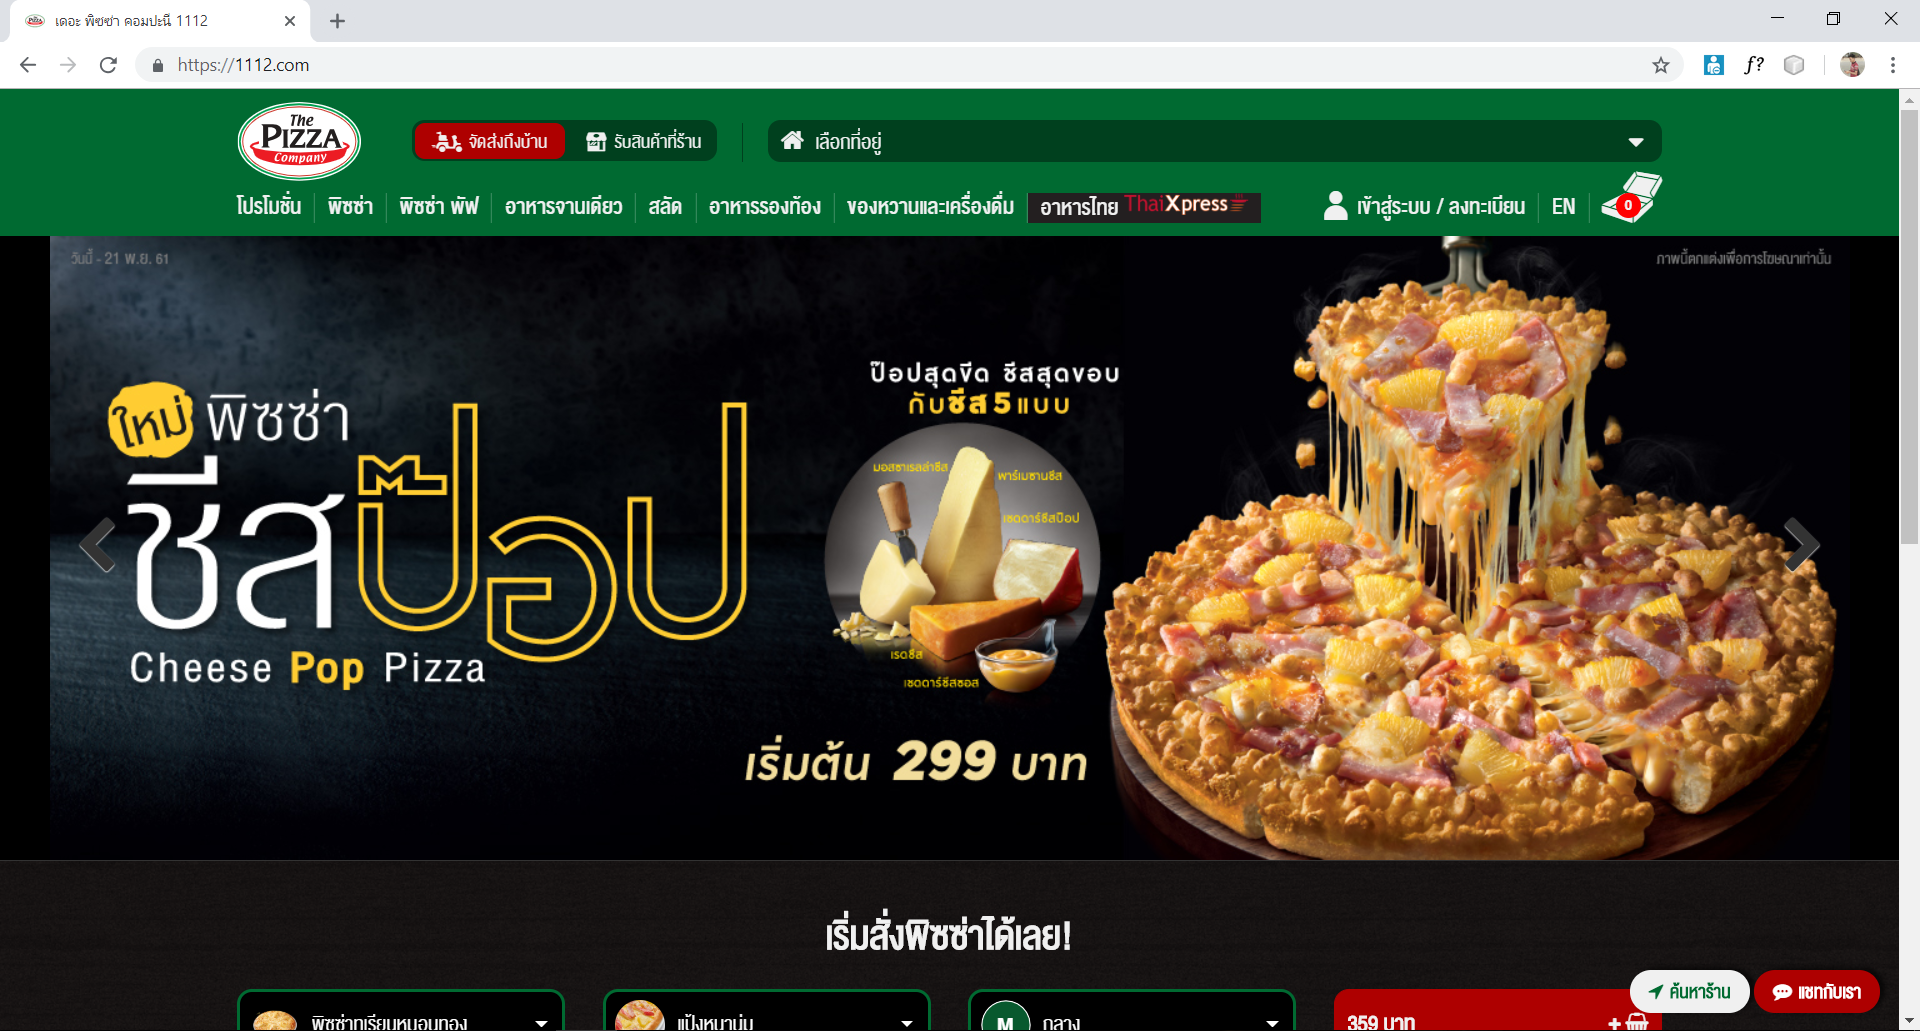 เดอะ พิซซ่า คอมปะนี 1112
https://1112.com
f?
The
PIZZA
Company
จัดส่งถึงบ้าน
รับสินค้าที่ร้าน
เลือกที่อยู่
โปรโมชั่น
พิซซ่า
พิซซ่า พัฟ
อาหารจานเดียว
สลัด
อาหารรองท้อง
ของหวานและเครื่องดื่ม
อาหารไทย ThaiXpress
เข้าสู่ระบบ / ลงทะเบียน
EN
0
วันนี้ - 21 พ.ย. 61
ภาพนี้ตกแต่งเพื่อการโฆษณาเท่านั้น
ใหม่ พิซซ่า
ชีสป๊อป
Cheese Pop Pizza
ป๊อปสุดขีด ชีสสุดขอบ
กับชีส 5 แบบ
มอสซาเรลล่าชีส
พาร์เมซานชีส
เชดดาร์ชีสป๊อป
เรดชีส
เชดดาร์ชีสซอส
เริ่มต้น 299 บาท
เริ่มสั่งพิซซ่าได้เลย!
พิซซ่าทุเรียนหมอนทอง
แป้งหนานุ่ม
M กลาง
359 บาท
+
ค้นหาร้าน
แชทกับเรา